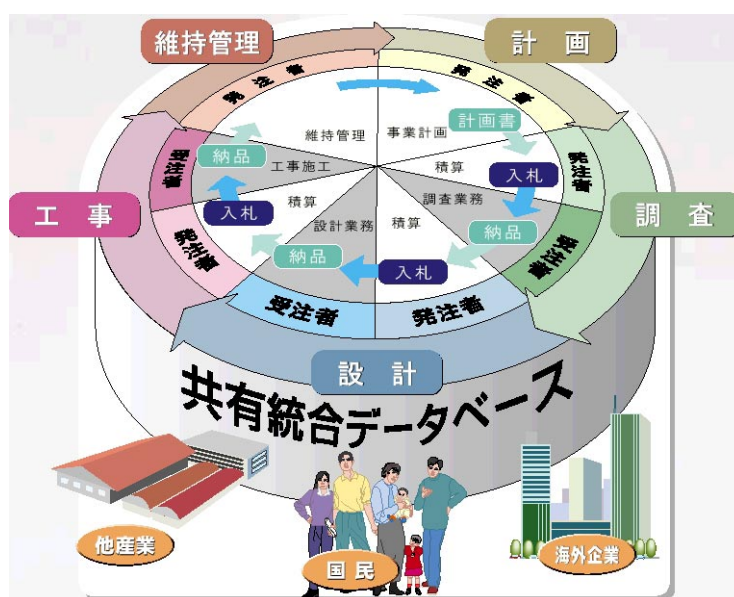 維持管理
計画
発注者
発注者
計画書
維持管理
事業計画
受注者
納品
工事施工
積算
入札
発注者
工事
入札
積算
調査業務
調査
発注者
設計業務
積算
納品
受注者
納品
入札
受注者
発注者
設計
共有統合データベース
他産業
国民
海外企業